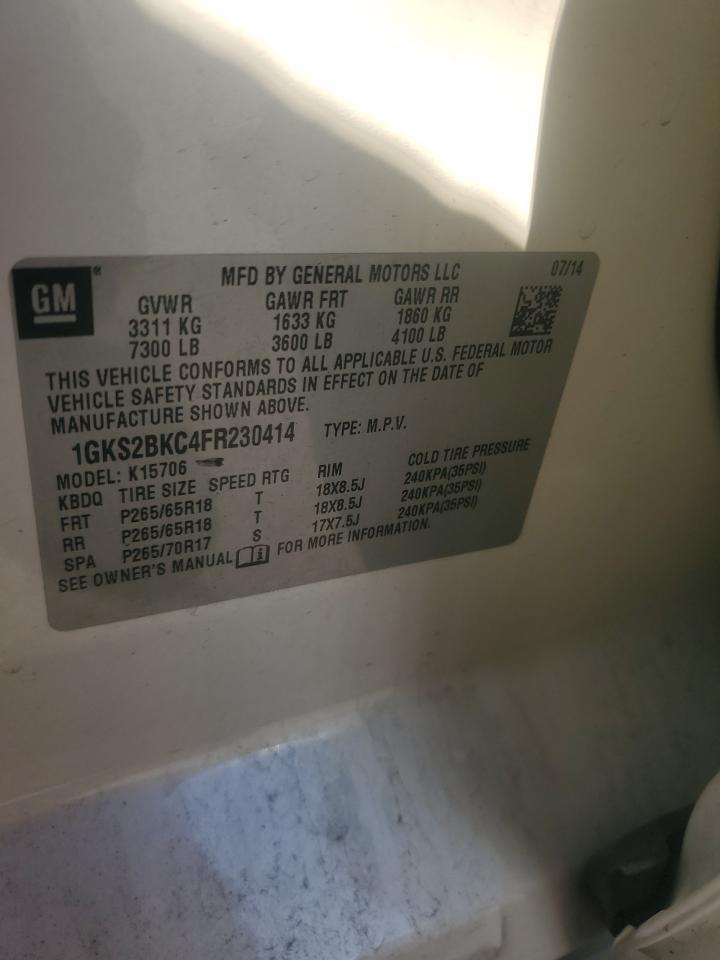 GM
MFD BY GENERAL MOTORS LLC 07/14
GVWR GAWR FRT GAWR RR
3311 KG 1633 KG 1860 KG
7300 LB 3600 LB 4100 LB
THIS VEHICLE CONFORMS TO ALL APPLICABLE U.S. FEDERAL MOTOR
VEHICLE SAFETY STANDARDS IN EFFECT ON THE DATE OF
MANUFACTURE SHOWN ABOVE.
1GKS2BKC4FR230414 TYPE: M.P.V.
MODEL: K15706
KBDQ TIRE SIZE SPEED RTG RIM COLD TIRE PRESSURE
FRT P265/65R18 T 18X8.5J 240KPA(35PSI)
RR P265/65R18 T 18X8.5J 240KPA(35PSI)
SPA P265/70R17 S 17X7.5J 240KPA(35PSI)
SEE OWNER'S MANUAL i FOR MORE INFORMATION.